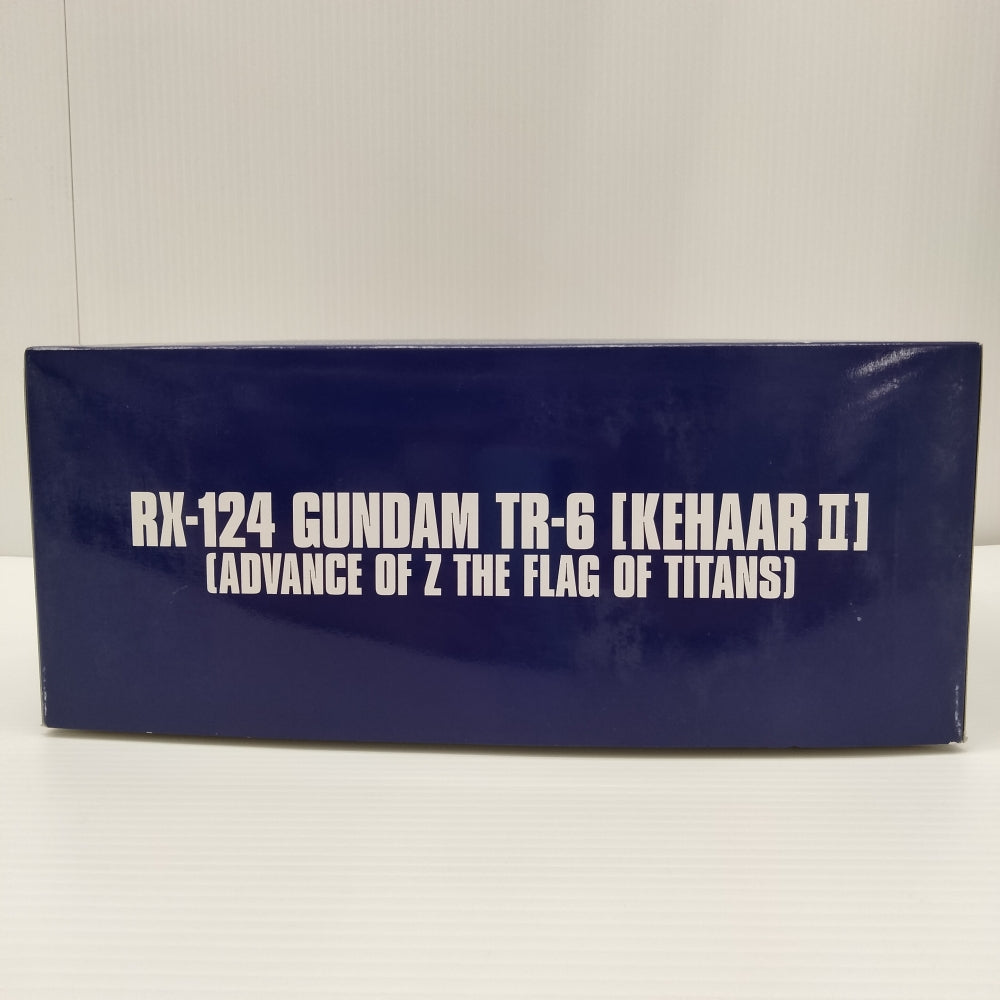 RX-124 GUNDAM TR-6 [KEHAAR II]
(ADVANCE OF Z THE FLAG OF TITANS)